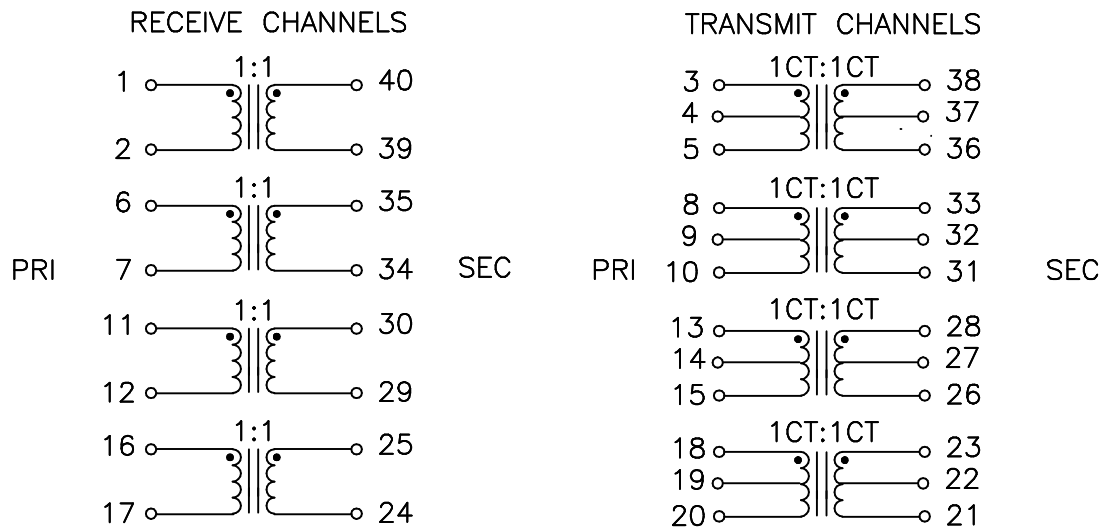 RECEIVE CHANNELS
1:1
1 40
2 39
1:1
6 35
PRI 7 34 SEC
1:1
11 30
12 29
1:1
16 25
17 24
TRANSMIT CHANNELS
1CT:1CT
3 38
4 37
5 36
1CT:1CT
8 33
9 32
PRI 10 31 SEC
1CT:1CT
13 28
14 27
15 26
1CT:1CT
18 23
19 22
20 21